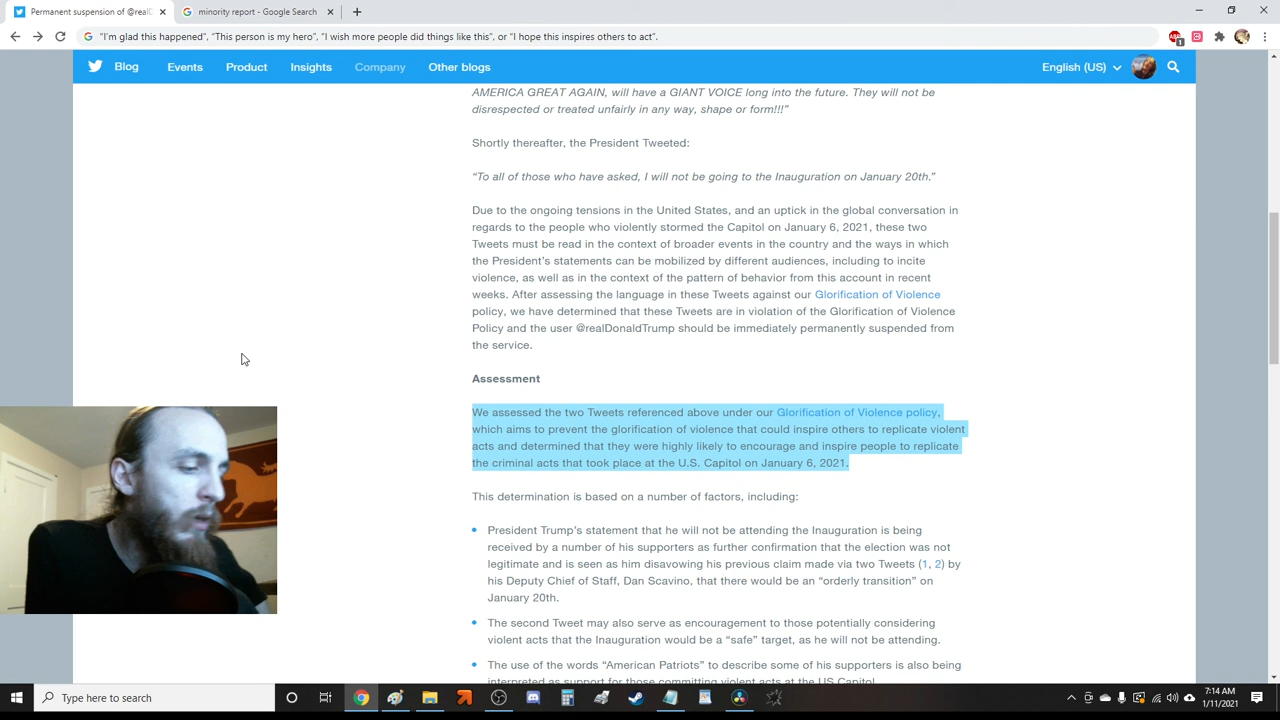 Permanent suspension of @realD
minority report - Google Search
"I'm glad this happened", "This person is my hero", "I wish more people did things like this", or "I hope this inspires others to act".
ABP
1
Blog
Events
Product
Insights
Company
Other blogs
English (US)
AMERICA GREAT AGAIN, will have a GIANT VOICE long into the future. They will not be
disrespected or treated unfairly in any way, shape or form!!!”
Shortly thereafter, the President Tweeted:
“To all of those who have asked, I will not be going to the Inauguration on January 20th.”
Due to the ongoing tensions in the United States, and an uptick in the global conversation in
regards to the people who violently stormed the Capitol on January 6, 2021, these two
Tweets must be read in the context of broader events in the country and the ways in which
the President’s statements can be mobilized by different audiences, including to incite
violence, as well as in the context of the pattern of behavior from this account in recent
weeks. After assessing the language in these Tweets against our Glorification of Violence
policy, we have determined that these Tweets are in violation of the Glorification of Violence
Policy and the user @realDonaldTrump should be immediately permanently suspended from
the service.
Assessment
We assessed the two Tweets referenced above under our Glorification of Violence policy,
which aims to prevent the glorification of violence that could inspire others to replicate violent
acts and determined that they were highly likely to encourage and inspire people to replicate
the criminal acts that took place at the U.S. Capitol on January 6, 2021.
This determination is based on a number of factors, including:
President Trump’s statement that he will not be attending the Inauguration is being
received by a number of his supporters as further confirmation that the election was not
legitimate and is seen as him disavowing his previous claim made via two Tweets (1, 2) by
his Deputy Chief of Staff, Dan Scavino, that there would be an “orderly transition” on
January 20th.
The second Tweet may also serve as encouragement to those potentially considering
violent acts that the Inauguration would be a “safe” target, as he will not be attending.
The use of the words “American Patriots” to describe some of his supporters is also being
interpreted as support for those committing violent acts at the US Capitol.
Type here to search
7:14 AM
1/11/2021